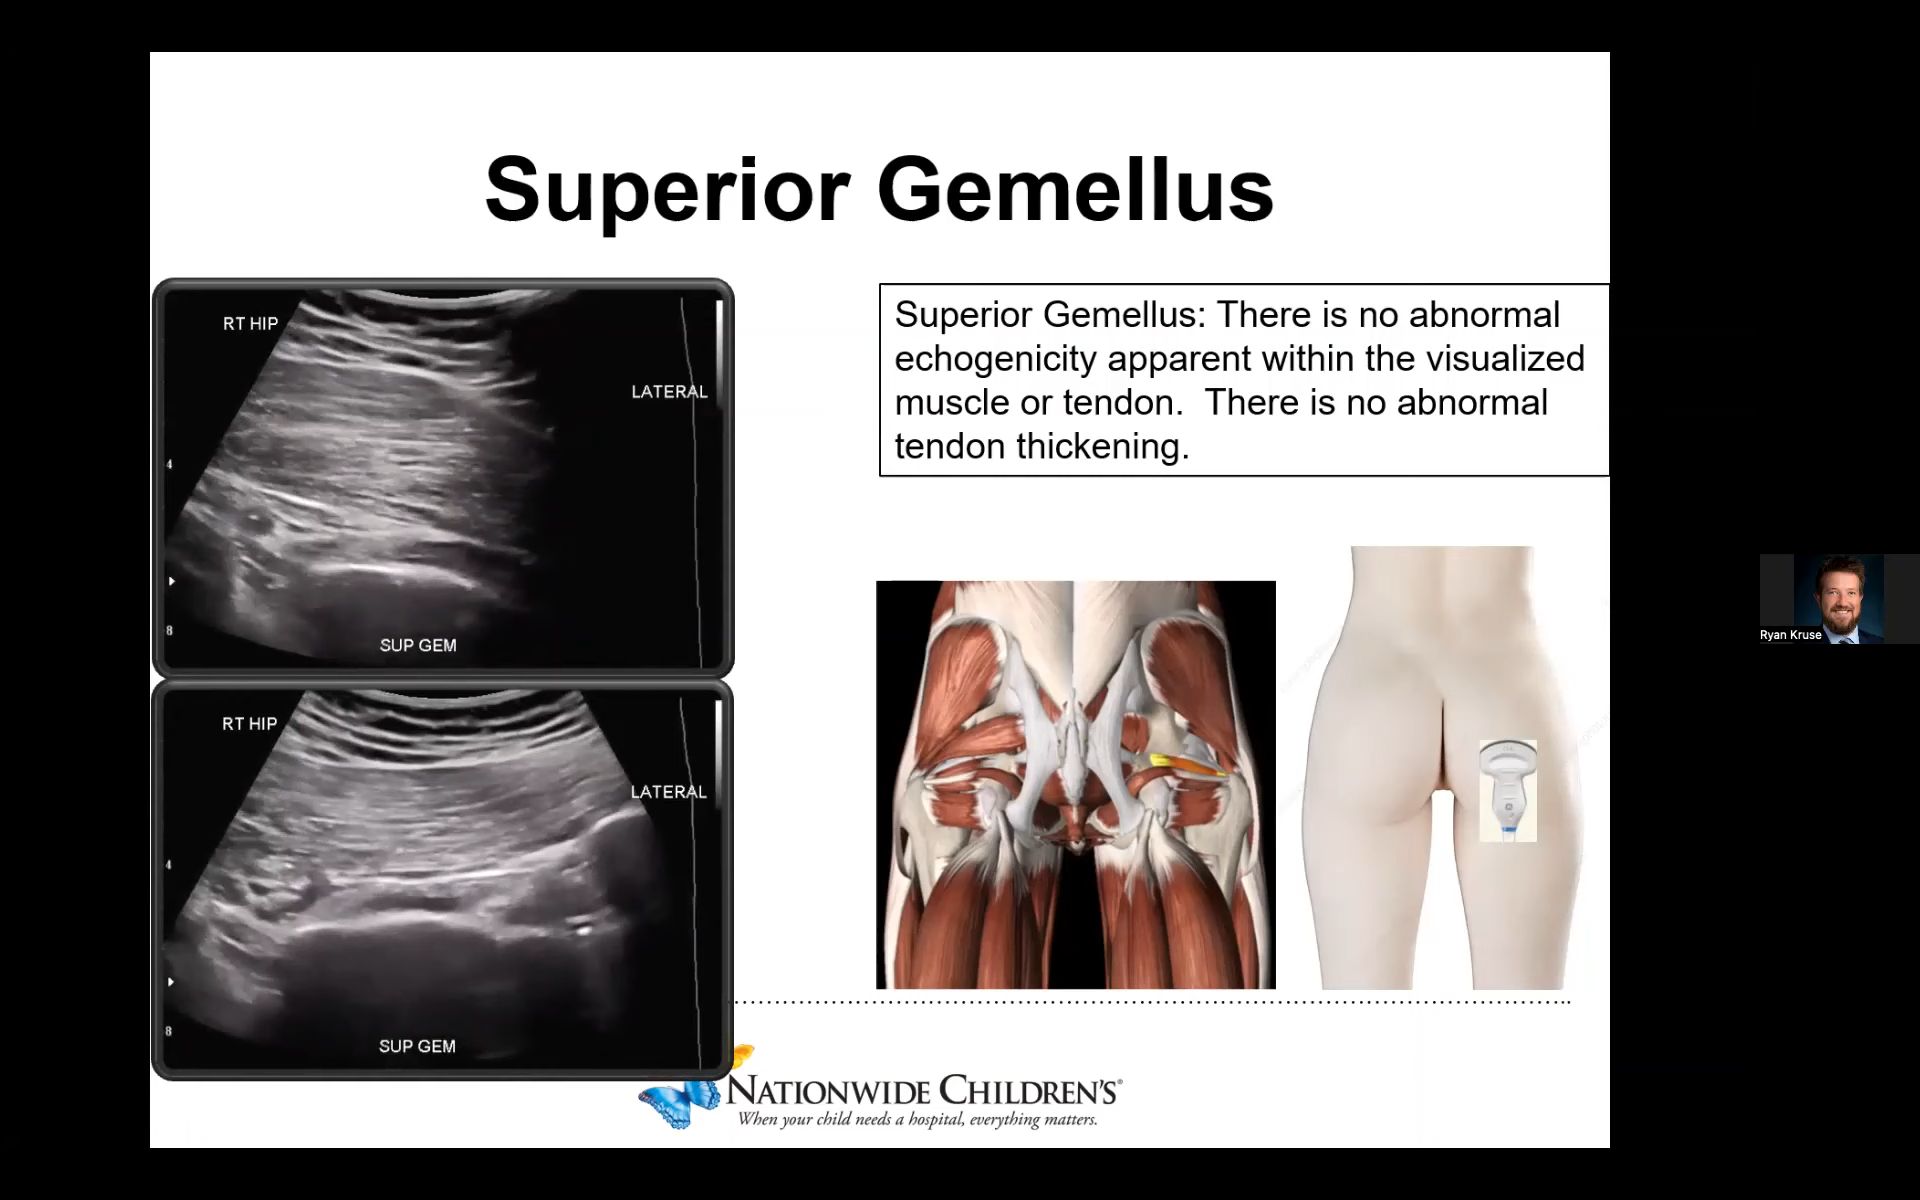 Superior Gemellus
RT HIP
LATERAL
4
8
SUP GEM
RT HIP
LATERAL
4
8
SUP GEM
Superior Gemellus: There is no abnormal
echogenicity apparent within the visualized
muscle or tendon.  There is no abnormal
tendon thickening.
Ryan Kruse
NATIONWIDE CHILDREN'S®
When your child needs a hospital, everything matters.